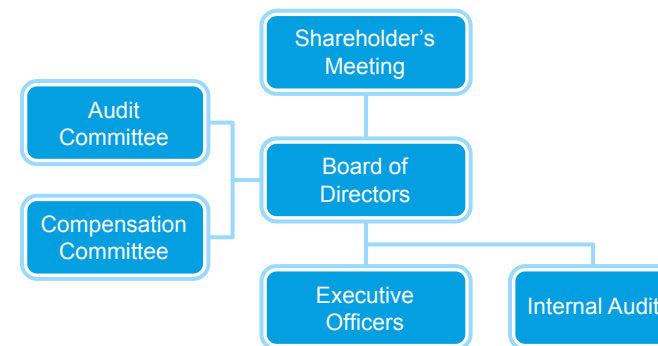 Shareholder's
Meeting
Audit
Committee
Board of
Directors
Compensation
Committee
Executive
Officers
Internal Audit